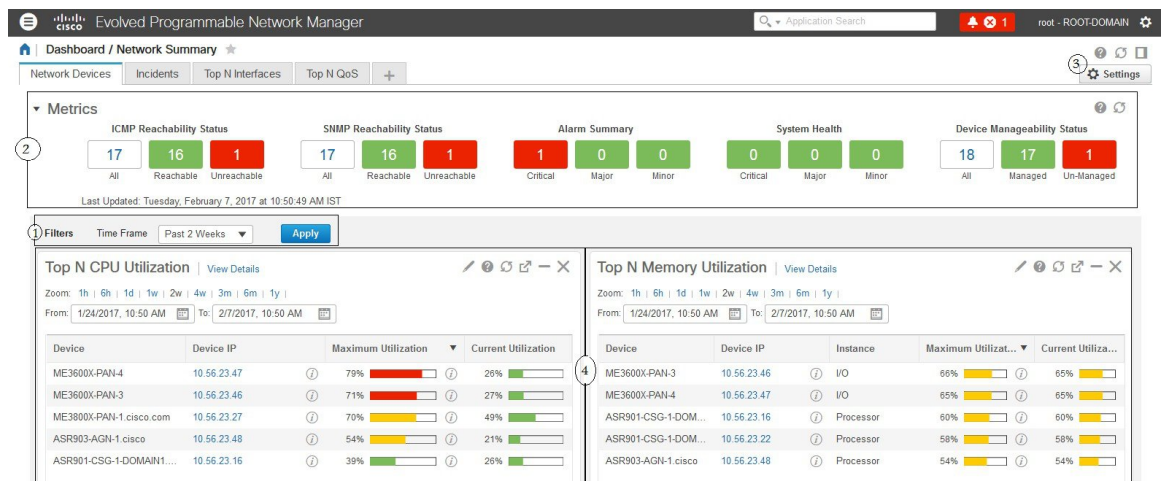 cisco Evolved Programmable Network Manager Application Search 1 root - ROOT-DOMAIN
Dashboard / Network Summary
Network Devices Incidents Top N Interfaces Top N QoS + 3 Settings
Metrics
2
ICMP Reachability Status SNMP Reachability Status Alarm Summary System Health Device Manageability Status
17 16 1 17 16 1 1 0 0 0 0 0 18 17 1
All Reachable Unreachable All Reachable Unreachable Critical Major Minor Critical Major Minor All Managed Un-Managed
Last Updated: Tuesday, February 7, 2017 at 10:50:49 AM IST
1 Filters Time Frame Past 2 Weeks Apply
Top N CPU Utilization | View Details
Zoom: 1h | 6h | 1d | 1w | 2w | 4w | 3m | 6m | 1y |
From: 1/24/2017, 10:50 AM To: 2/7/2017, 10:50 AM
Device Device IP Maximum Utilization Current Utilization
ME3600X-PAN-4 10.56.23.47 79% 26%
ME3600X-PAN-3 10.56.23.46 71% 27%
ME3800X-PAN-1.cisco.com 10.56.23.27 70% 49%
ASR903-AGN-1.cisco 10.56.23.48 54% 21%
ASR901-CSG-1-DOMAIN1.... 10.56.23.16 39% 26%
4
Top N Memory Utilization | View Details
Zoom: 1h | 6h | 1d | 1w | 2w | 4w | 3m | 6m | 1y |
From: 1/24/2017, 10:50 AM To: 2/7/2017, 10:50 AM
Device Device IP Instance Maximum Utilizat... Current Utiliza...
ME3600X-PAN-3 10.56.23.46 I/O 66% 65%
ME3600X-PAN-4 10.56.23.47 I/O 65% 65%
ASR901-CSG-1-DOM... 10.56.23.16 Processor 60% 60%
ASR901-CSG-1-DOM... 10.56.23.22 Processor 58% 58%
ASR903-AGN-1.cisco 10.56.23.48 Processor 54% 54%